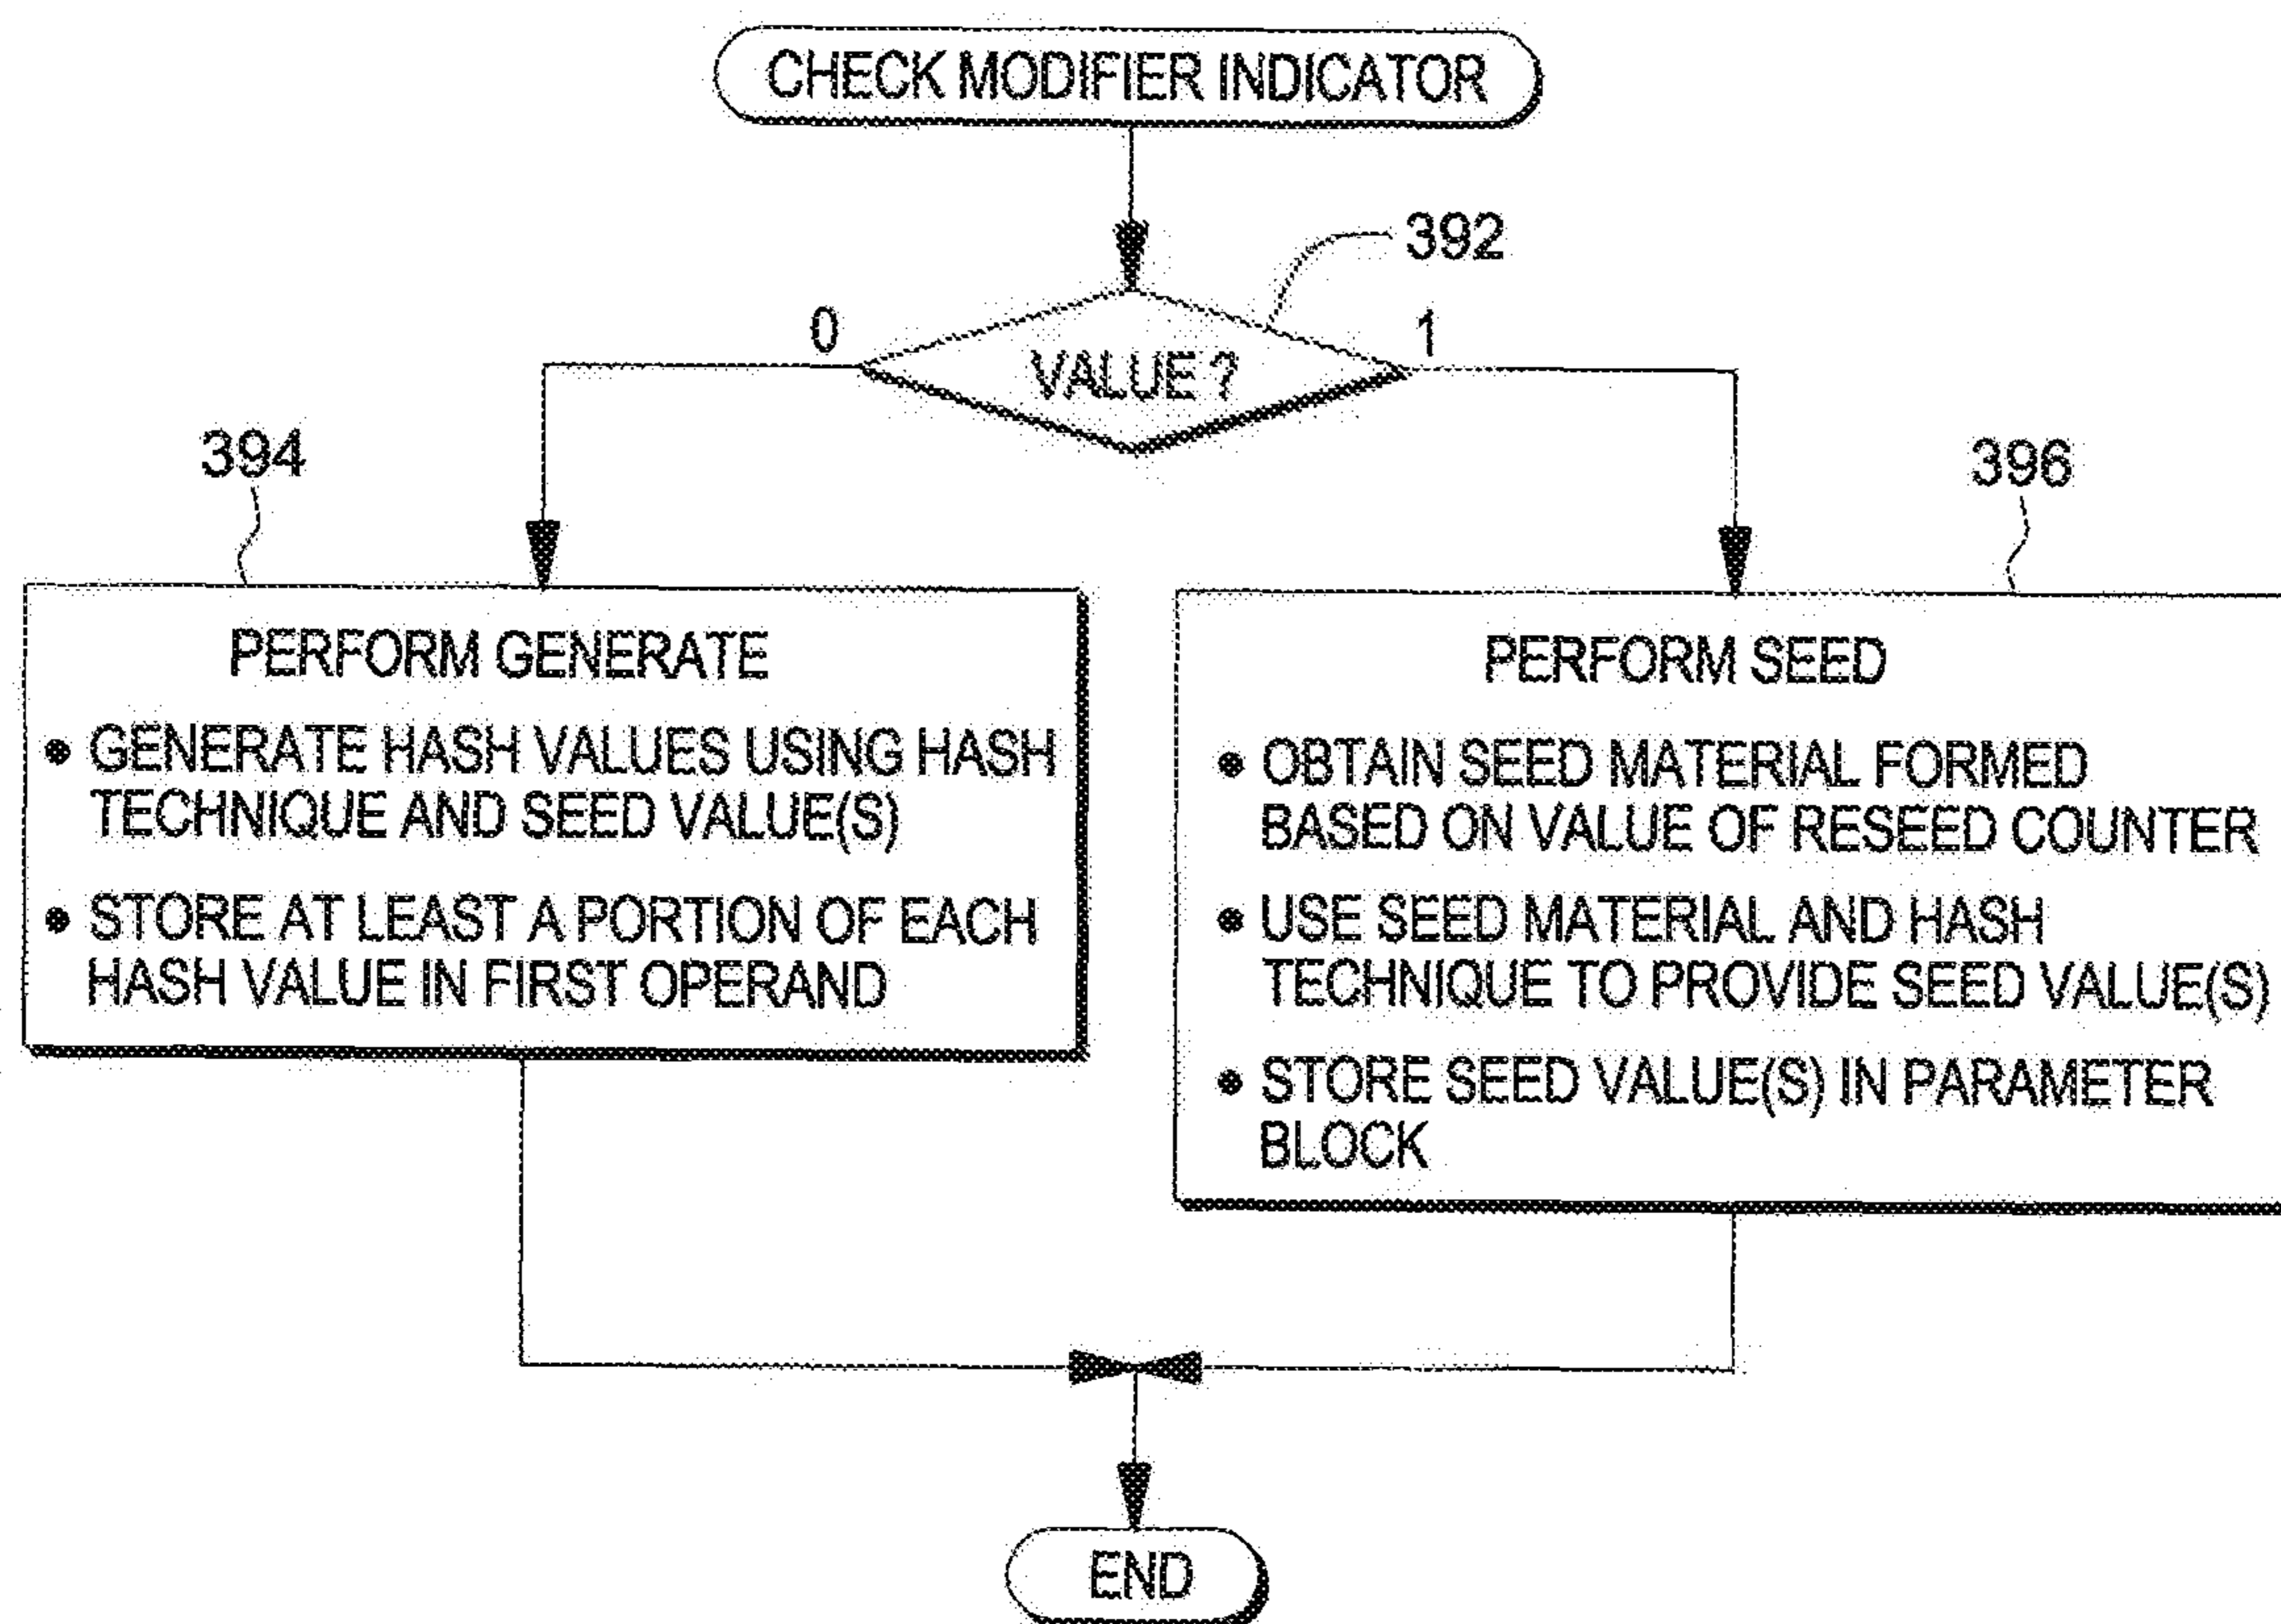 CHECK MODIFIER INDICATOR
392
0
VALUE?
1
394
PERFORM GENERATE
• GENERATE HASH VALUES USING HASH
TECHNIQUE AND SEED VALUE(S)
• STORE AT LEAST A PORTION OF EACH
HASH VALUE IN FIRST OPERAND
396
PERFORM SEED
• OBTAIN SEED MATERIAL FORMED
BASED ON VALUE OF RESEED COUNTER
• USE SEED MATERIAL AND HASH
TECHNIQUE TO PROVIDE SEED VALUE(S)
• STORE SEED VALUE(S) IN PARAMETER
BLOCK
END